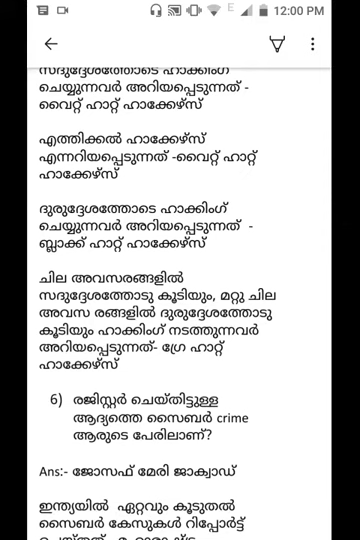 12:00 PM
സദുദ്ദേശത്തോടെ ഹാക്കിംഗ്
ചെയ്യുന്നവർ അറിയപ്പെടുന്നത് -
വൈറ്റ് ഹാറ്റ് ഹാക്കേഴ്സ്
എത്തിക്കൽ ഹാക്കേഴ്സ്
എന്നറിയപ്പെടുന്നത് -വൈറ്റ് ഹാറ്റ്
ഹാക്കേഴ്സ്
ദുരുദ്ദേശത്തോടെ ഹാക്കിംഗ്
ചെയ്യുന്നവർ അറിയപ്പെടുന്നത് -
ബ്ലാക്ക് ഹാറ്റ് ഹാക്കേഴ്സ്
ചില അവസരങ്ങളിൽ
സദുദ്ദേശത്തോടു കൂടിയും, മറ്റു ചില
അവസ രങ്ങളിൽ ദുരുദ്ദേശത്തോടു
കൂടിയും ഹാക്കിംഗ് നടത്തുന്നവർ
അറിയപ്പെടുന്നത്- ഗ്രേ ഹാറ്റ്
ഹാക്കേഴ്സ്
6) രജിസ്റ്റർ ചെയ്തിട്ടുള്ള
ആദ്യത്തെ സൈബർ crime
ആരുടെ പേരിലാണ്?
Ans:- ജോസഫ് മേരി ജാക്വാഡ്
ഇന്ത്യയിൽ ഏറ്റവും കൂടുതൽ
സൈബർ കേസുകൾ റിപ്പോർട്ട്